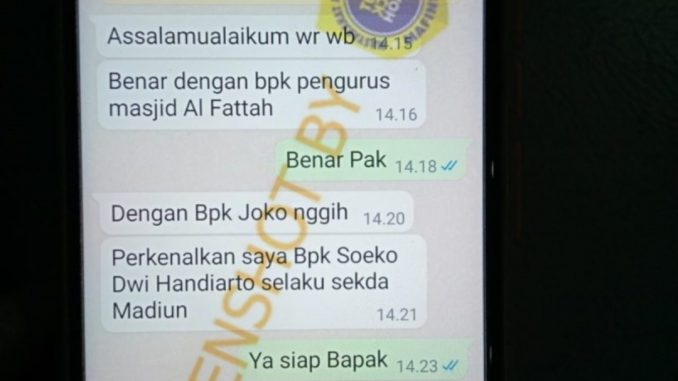 Assalamualaikum wr wb 14.15
Benar dengan bpk pengurus
masjid Al Fattah 14.16
Benar Pak 14.18
Dengan Bpk Joko nggih 14.20
Perkenalkan saya Bpk Soeko
Dwi Handiarto selaku sekda
Madiun 14.21
Ya siap Bapak 14.23
ENSHOT BY